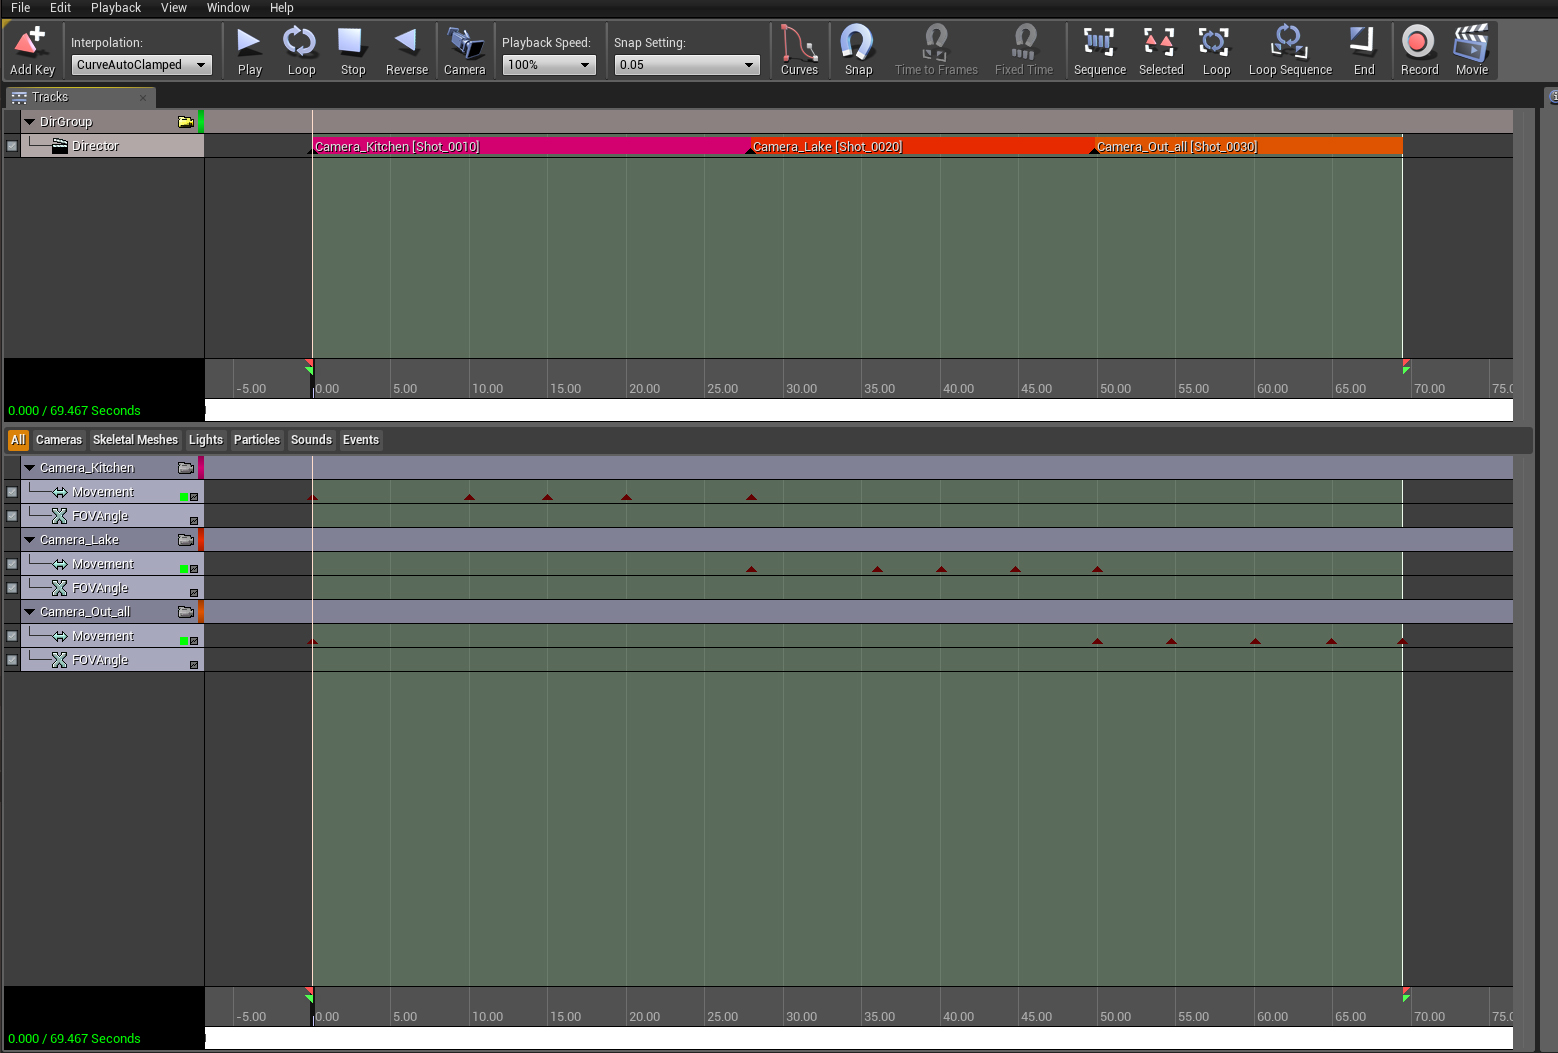 File Edit Playback View Window Help
Interpolation:
CurveAutoClamped
Playback Speed:
100%
Snap Setting:
0.05
Add Key Play Loop Stop Reverse Camera Curves Snap Time to Frames Fixed Time Sequence Selected Loop Loop Sequence End Record Movie
Tracks
DirGroup
Director Camera_Kitchen [Shot_0010] Camera_Lake [Shot_0020] Camera_Out_all [Shot_0030]
-5.00 0.00 5.00 10.00 15.00 20.00 25.00 30.00 35.00 40.00 45.00 50.00 55.00 60.00 65.00 70.00 75.0
0.000 / 69.467 Seconds
All Cameras Skeletal Meshes Lights Particles Sounds Events
Camera_Kitchen
Movement
FOVAngle
Camera_Lake
Movement
FOVAngle
Camera_Out_all
Movement
FOVAngle
-5.00 0.00 5.00 10.00 15.00 20.00 25.00 30.00 35.00 40.00 45.00 50.00 55.00 60.00 65.00 70.00 75.0
0.000 / 69.467 Seconds